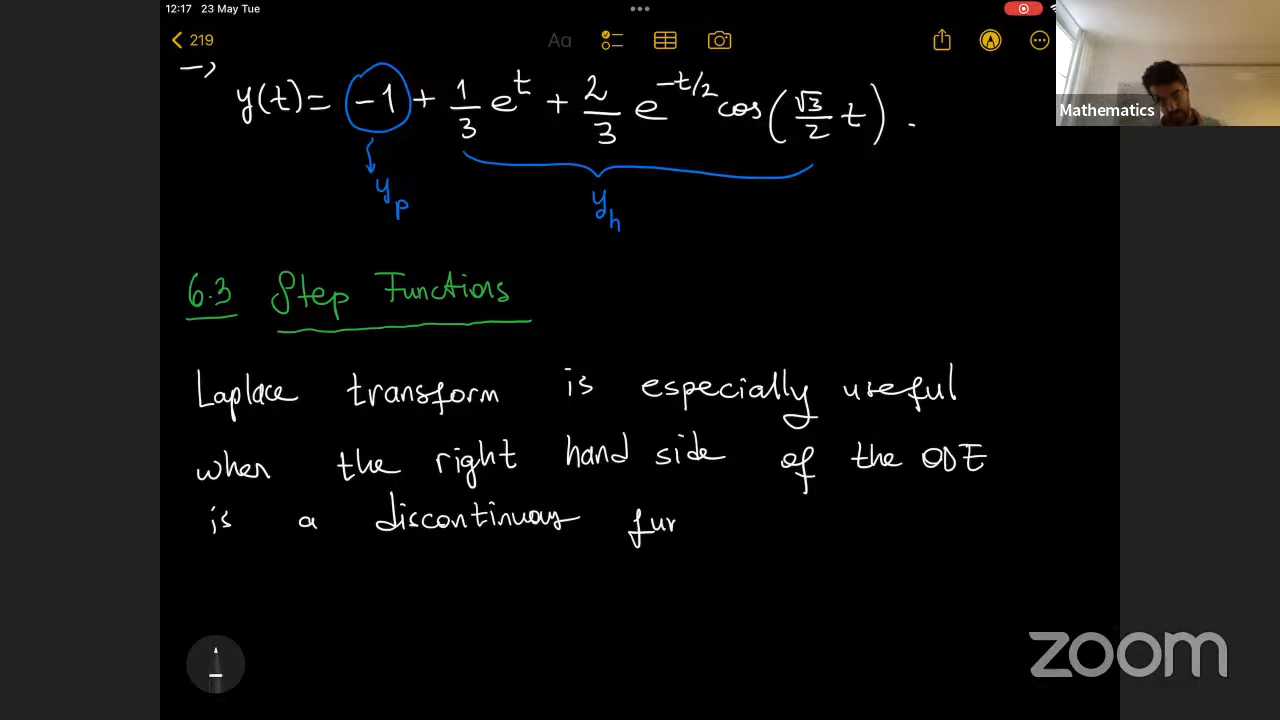 12:17 23 May Tue
219
Aa
→
y(t) = -1 + 1/3 e^t + 2/3 e^{-t/2} cos(√3/2 t).
y_p
y_h
Mathematics
6.3 Step Functions
Laplace transform is especially useful
when the right hand side of the ODE
is a discontinuous fun
zoom